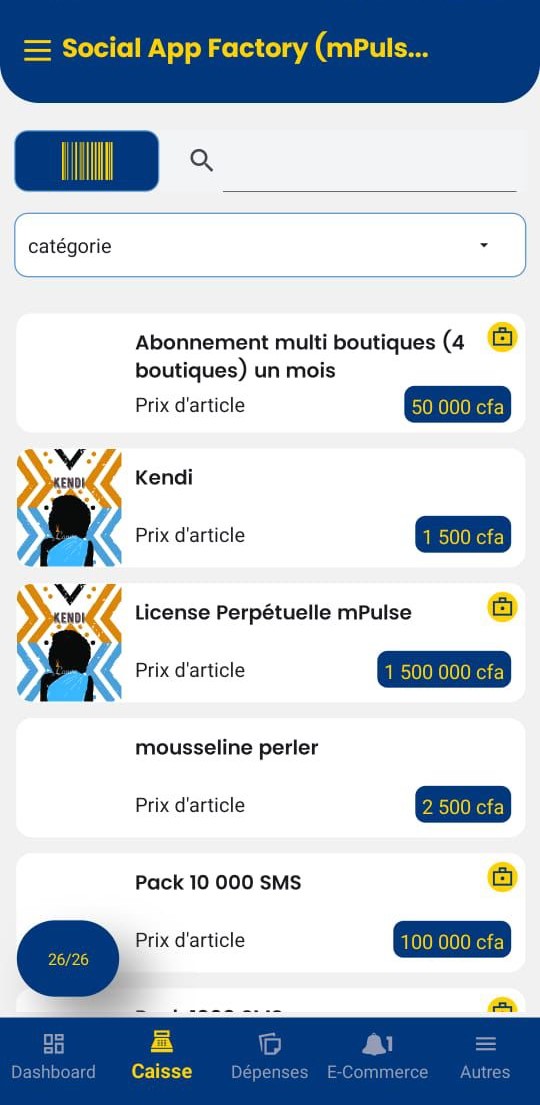 Social App Factory (mPuls...
catégorie
Abonnement multi boutiques (4
boutiques) un mois
Prix d'article
50 000 cfa
KENDI
Kendi
Prix d'article
1 500 cfa
KENDI
License Perpétuelle mPulse
Prix d'article
1 500 000 cfa
mousseline perler
Prix d'article
2 500 cfa
Pack 10 000 SMS
Prix d'article
100 000 cfa
26/26
1
Dashboard
Caisse
Dépenses
E-Commerce
Autres